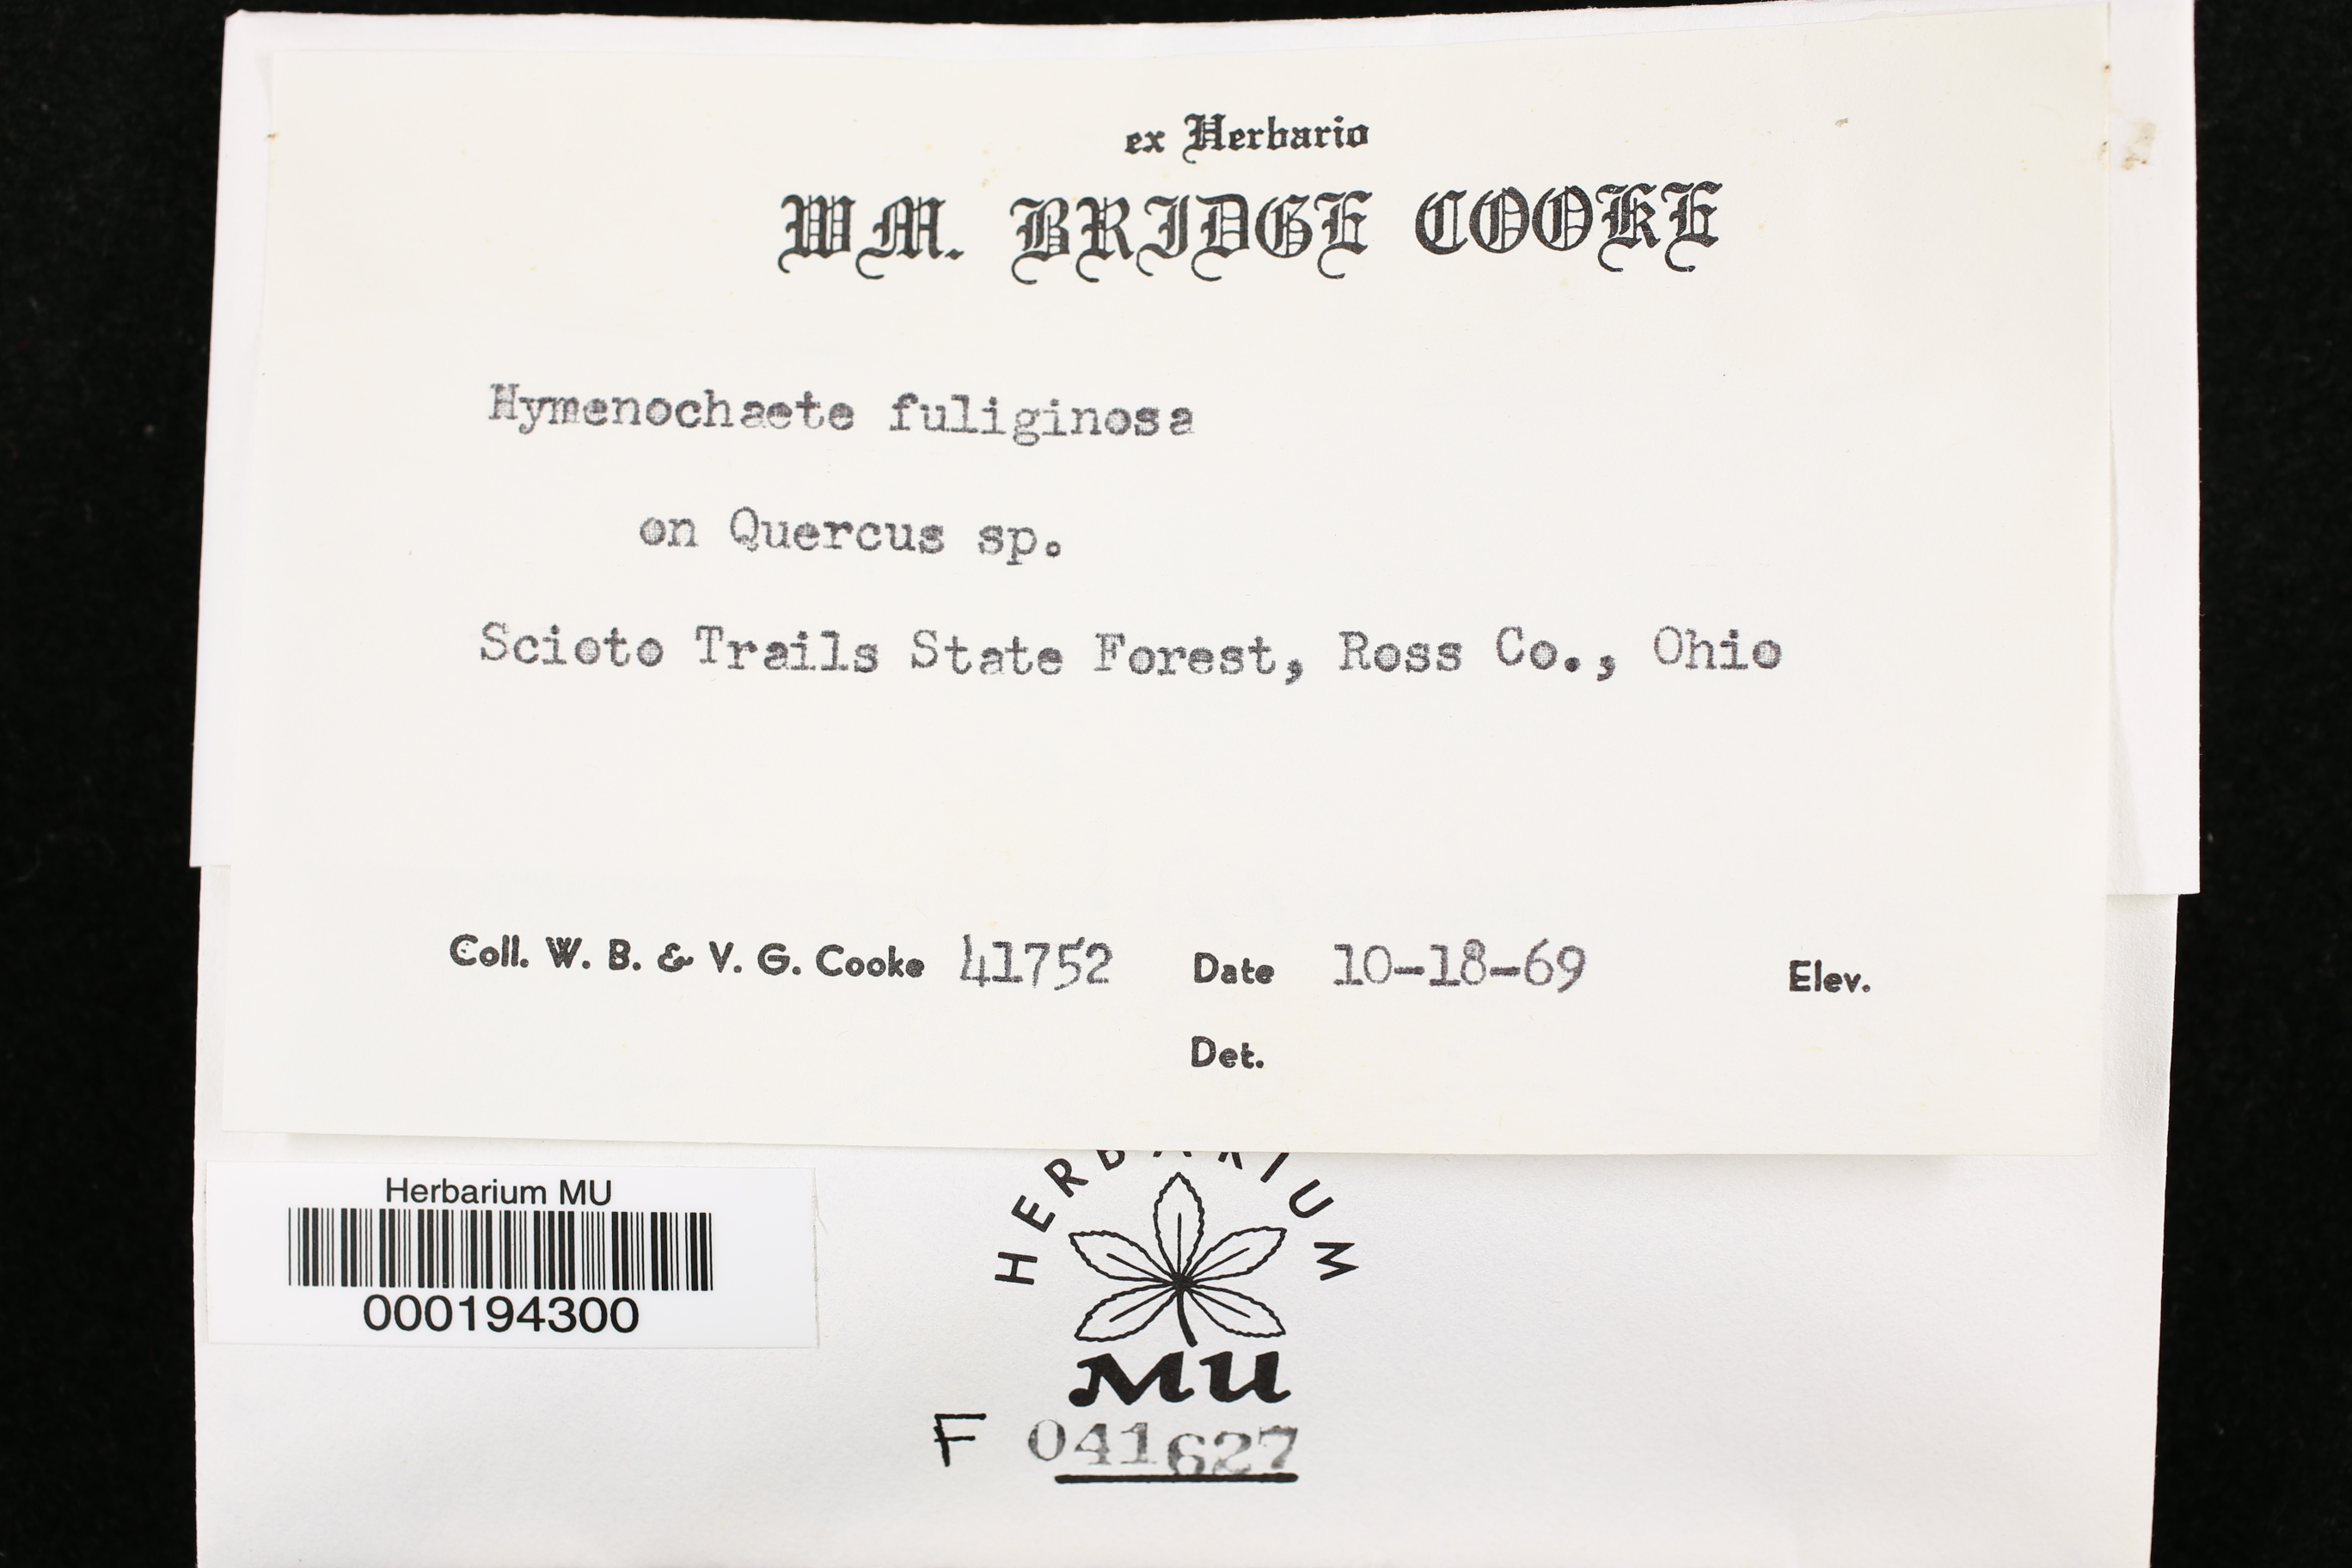 ex Herbario
WM. BRIDGE COOKE
Hymenochaete fuliginosa
on Quercus sp.
Scioto Trails State Forest, Ross Co., Ohio
Coll. W. B. & V. G. Cooke 41752 Date 10-18-69 Elev.
Det.
Herbarium MU
000194300
HERBARIUM
MU
F 041627